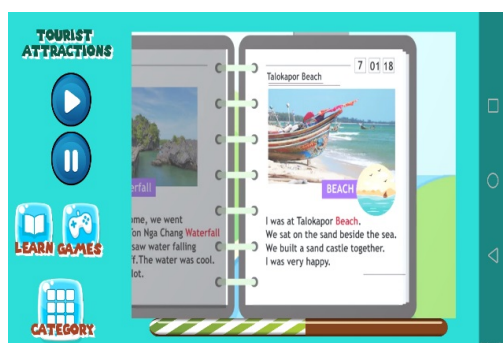 TOURIST
ATTRACTIONS
LEARN
GAMES
CATEGORY
erfall
me, we went
on Nga Chang Waterfall
saw water falling
f.The water was cool.
lot.
7 01 18
Talokapor Beach
BEACH
I was at Talokapor Beach.
We sat on the sand beside the sea.
We built a sand castle together.
I was very happy.